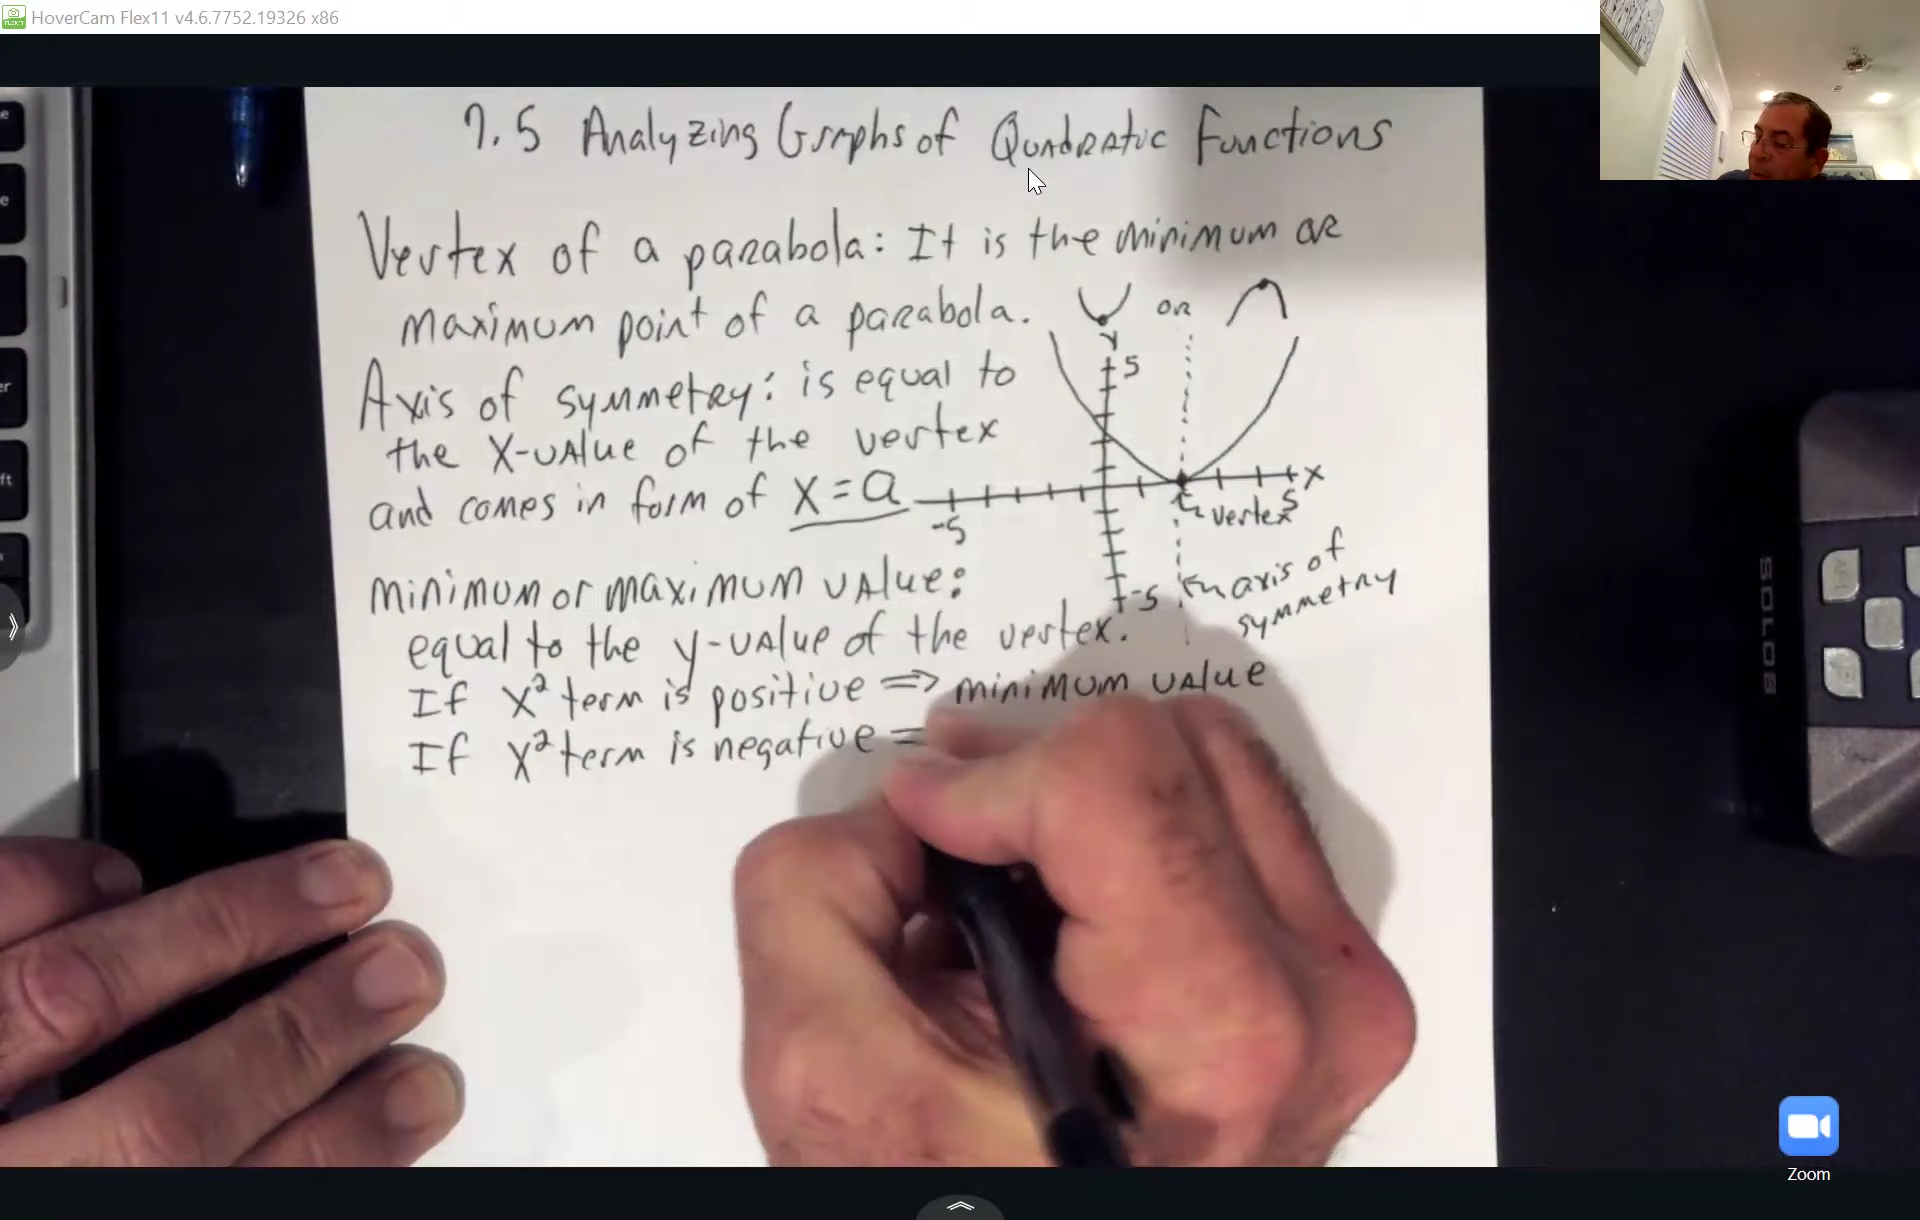 HoverCam Flex11 v4.6.7752.19326 x86
7.5 Analyzing Graphs of Quadratic Functions
Vertex of a parabola: It is the minimum or
maximum point of a parabola.
or
Axis of symmetry: is equal to
the x-value of the vertex
and comes in form of x = a
y
5
x
5
-5
-5
vertex
axis of
symmetry
minimum or maximum value:
equal to the y-value of the vertex.
If x² term is positive ⇒ minimum value
If x² term is negative =
SOLO8
Zoom